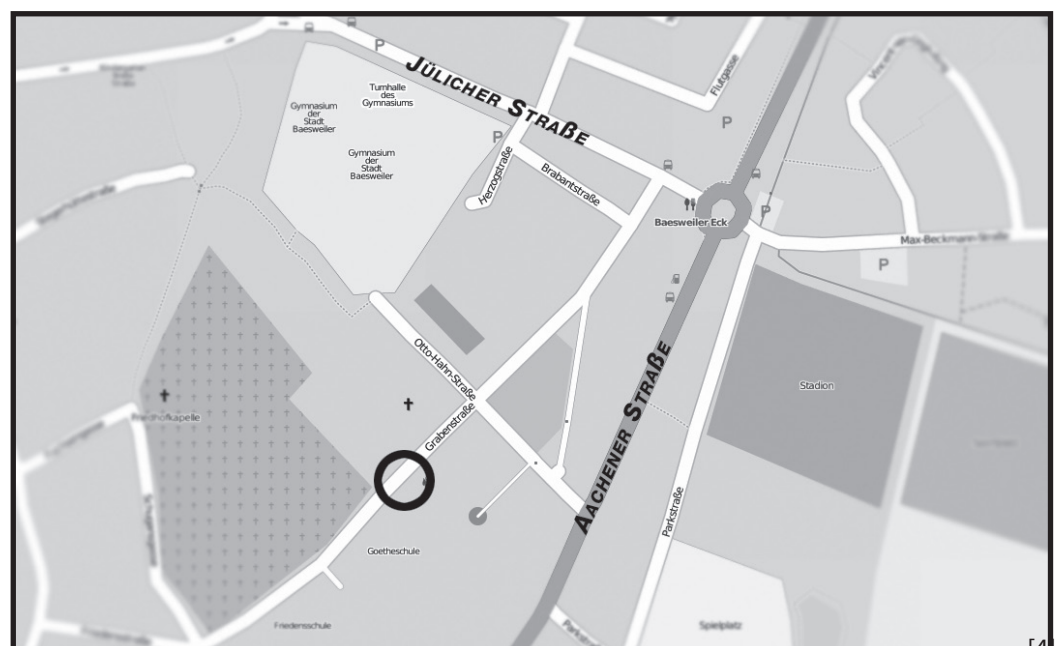 P
Turnhalle
des
Gymnasiums
JÜLICHER STRASSE
Flutgasse
Gymnasium
der
Stadt
Baesweiler
P
P
Gymnasium
der
Stadt
Baesweiler
Herzogstraße
Brabantstraße
Baesweiler Eck
P
Max-Beckmann-Straße
P
Otto-Hahn-Straße
AACHENER STRASSE
Stadion
Friedhofkapelle
Grabenstraße
Parkstraße
Goetheschule
Friedensschule
Spielplatz
Parkstraße